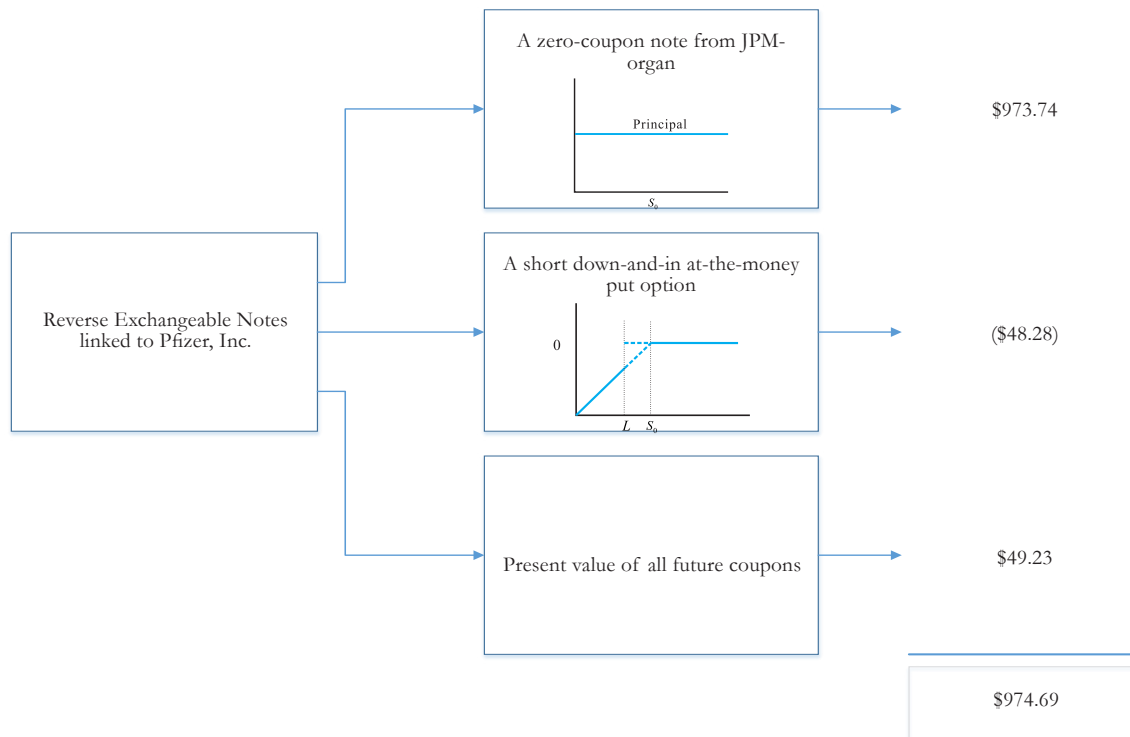 A zero-coupon note from JPM-
organ
Principal
S₀
$973.74
Reverse Exchangeable Notes
linked to Pfizer, Inc.
A short down-and-in at-the-money
put option
0
L S₀
($48.28)
Present value of all future coupons
$49.23
$974.69